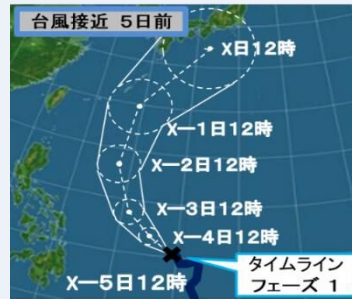 台風接近 5日前
X日12時
X―1日12時
X―2日12時
X―3日12時
X―4日12時
X―5日12時
タイムライン
フェーズ 1